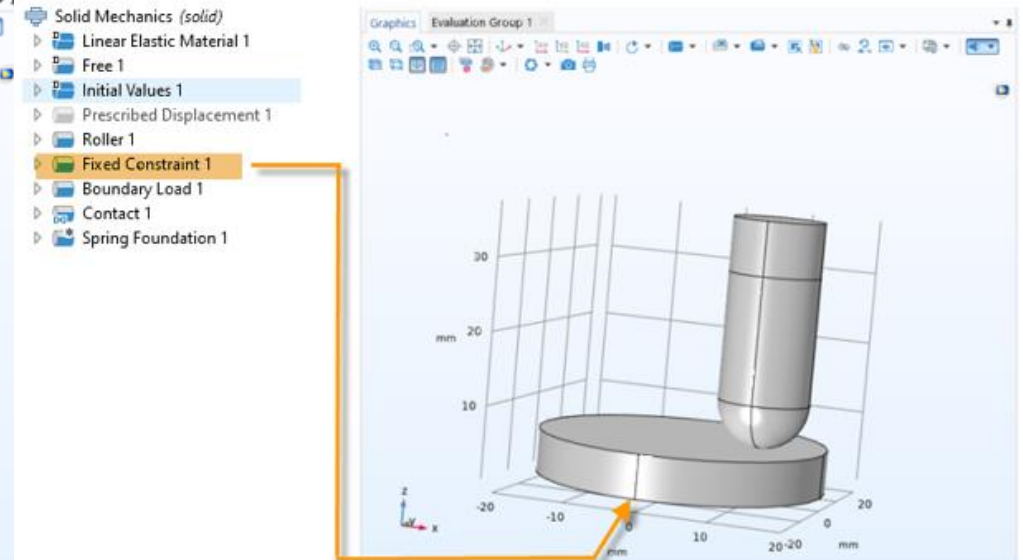 Solid Mechanics (solid)
Linear Elastic Material 1
Free 1
Initial Values 1
Prescribed Displacement 1
Roller 1
Fixed Constraint 1
Boundary Load 1
Contact 1
Spring Foundation 1
Graphics Evaluation Group 1
30
20
mm
10
z
y x
-20
-10
0
mm
10
20
-20
0
20
mm